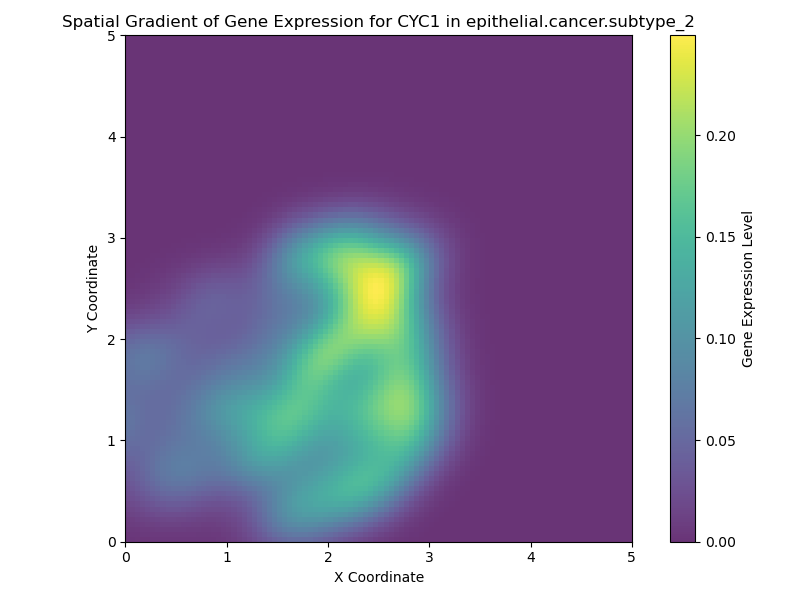 Spatial Gradient of Gene Expression for CYC1 in epithelial.cancer.subtype_2
5
4
3
2
1
0
Y Coordinate
0 1 2 3 4 5
X Coordinate
0.20
0.15
0.10
0.05
0.00
Gene Expression Level